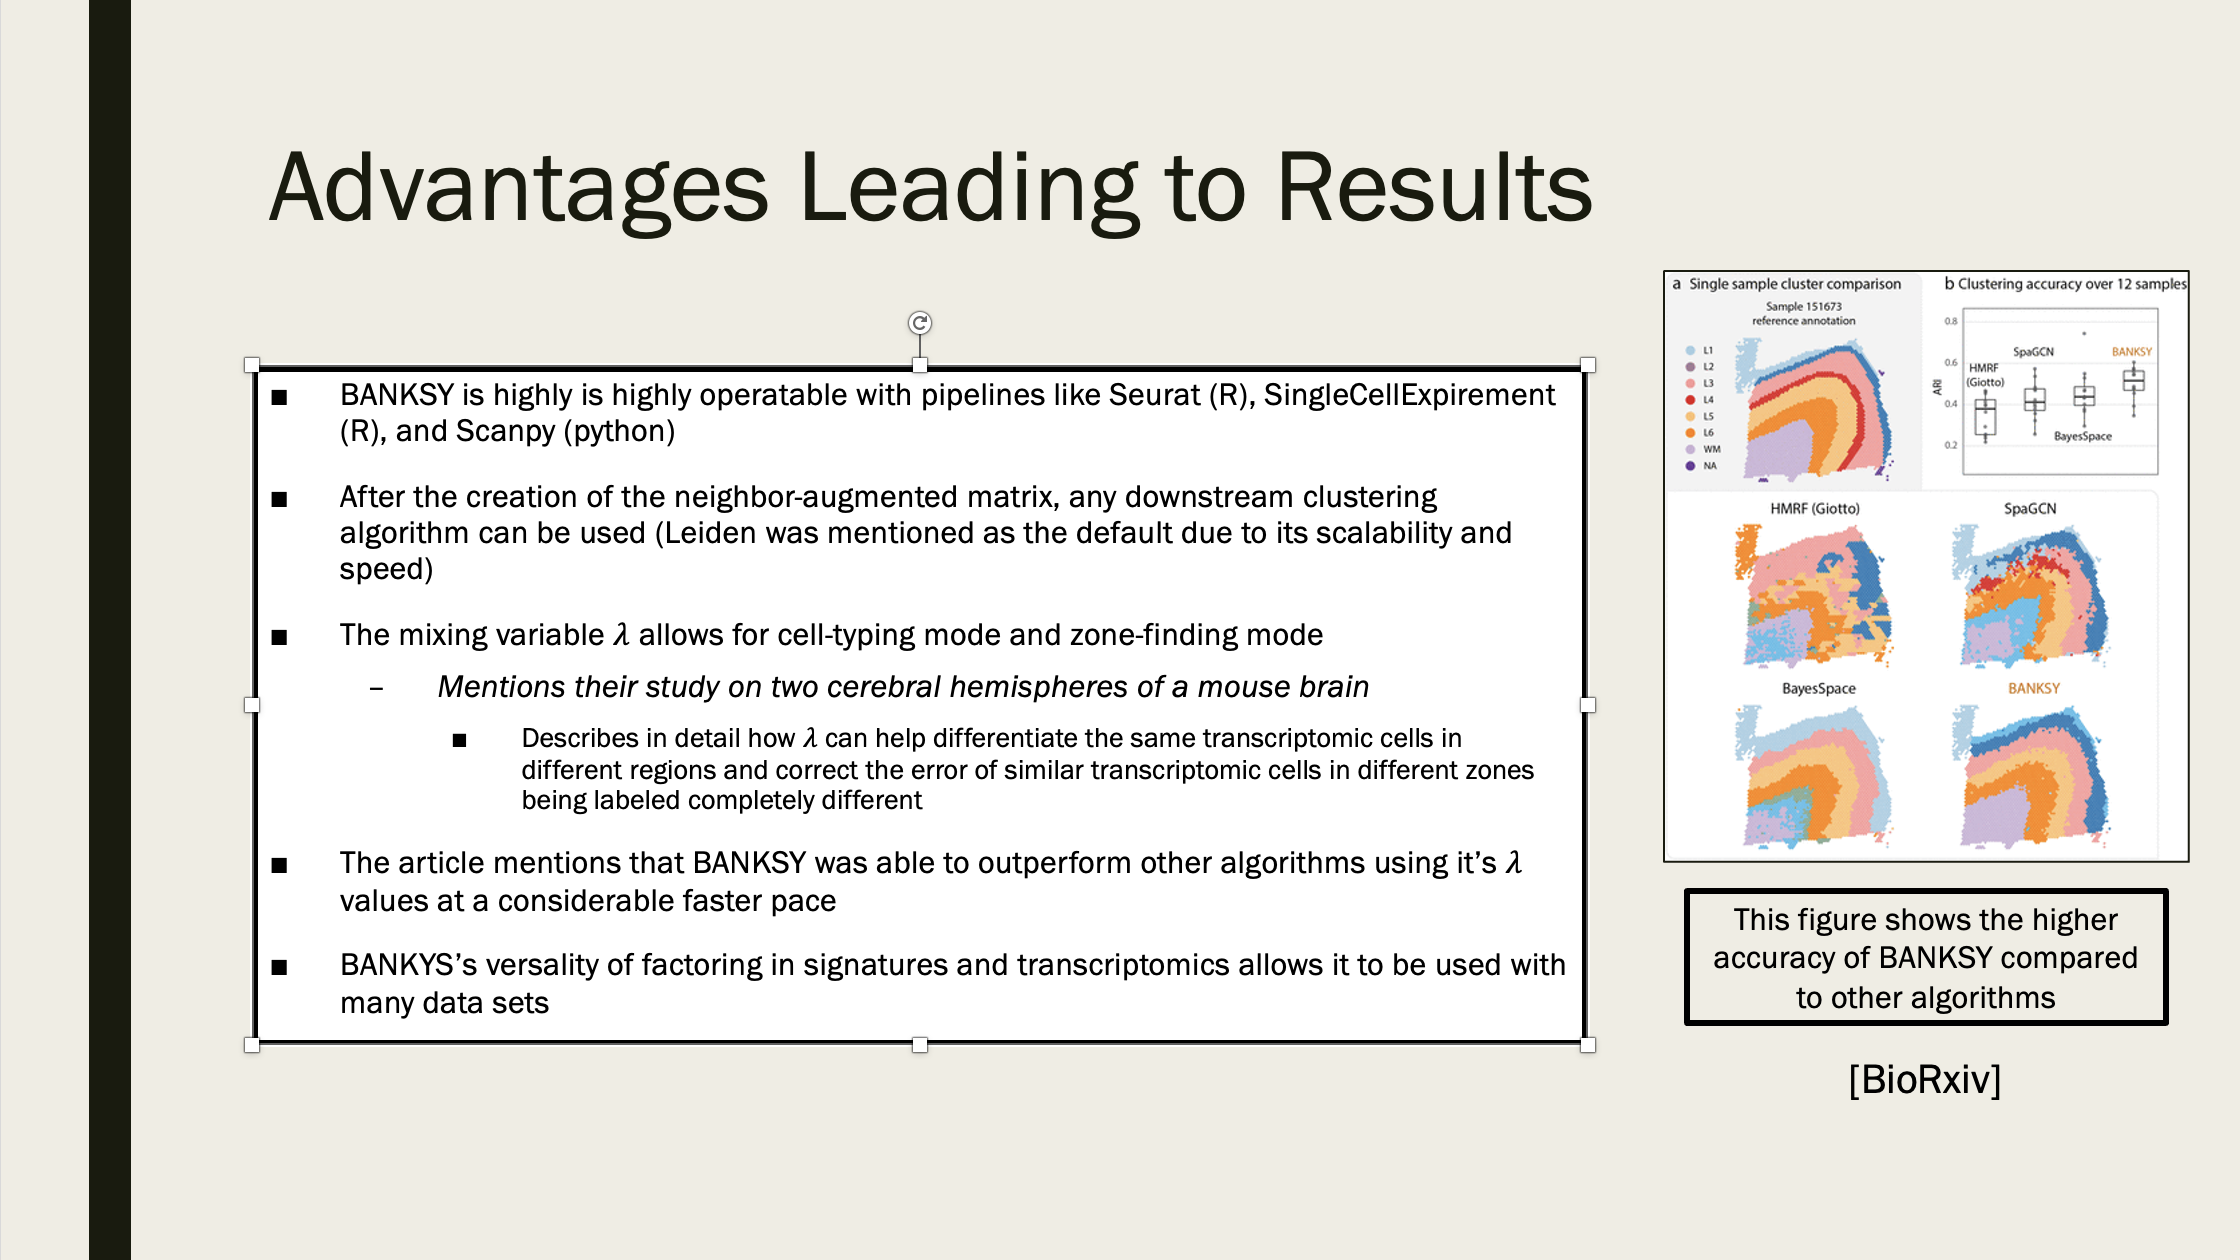 Advantages Leading to Results
■ BANKSY is highly is highly operatable with pipelines like Seurat (R), SingleCellExpirement
(R), and Scanpy (python)
■ After the creation of the neighbor-augmented matrix, any downstream clustering
algorithm can be used (Leiden was mentioned as the default due to its scalability and
speed)
■ The mixing variable λ allows for cell-typing mode and zone-finding mode
– Mentions their study on two cerebral hemispheres of a mouse brain
■ Describes in detail how λ can help differentiate the same transcriptomic cells in
different regions and correct the error of similar transcriptomic cells in different zones
being labeled completely different
■ The article mentions that BANKSY was able to outperform other algorithms using it’s λ
values at a considerable faster pace
■ BANKYS’s versality of factoring in signatures and transcriptomics allows it to be used with
many data sets
a Single sample cluster comparison
Sample 151673
reference annotation
L1
L2
L3
L4
L5
L6
WM
NA
b Clustering accuracy over 12 samples
0.8
0.6
0.4
0.2
ARI
HMRF
(Giotto)
SpaGCN
BayesSpace
BANKSY
HMRF (Giotto)
SpaGCN
BayesSpace
BANKSY
This figure shows the higher
accuracy of BANKSY compared
to other algorithms
[BioRxiv]